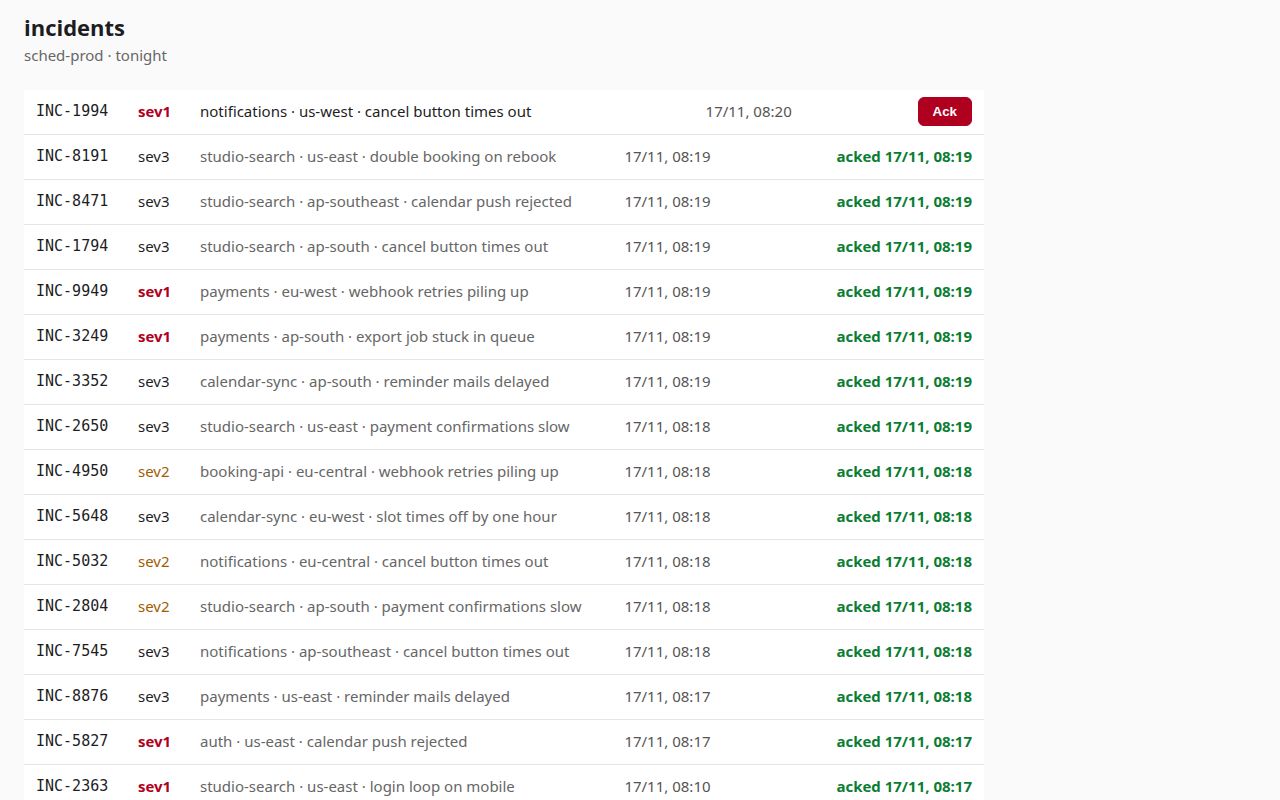 incidents
sched-prod · tonight
INC-1994 sev1 notifications · us-west · cancel button times out 17/11, 08:20 Ack
INC-8191 sev3 studio-search · us-east · double booking on rebook 17/11, 08:19 acked 17/11, 08:19
INC-8471 sev3 studio-search · ap-southeast · calendar push rejected 17/11, 08:19 acked 17/11, 08:19
INC-1794 sev3 studio-search · ap-south · cancel button times out 17/11, 08:19 acked 17/11, 08:19
INC-9949 sev1 payments · eu-west · webhook retries piling up 17/11, 08:19 acked 17/11, 08:19
INC-3249 sev1 payments · ap-south · export job stuck in queue 17/11, 08:19 acked 17/11, 08:19
INC-3352 sev3 calendar-sync · ap-south · reminder mails delayed 17/11, 08:19 acked 17/11, 08:19
INC-2650 sev3 studio-search · us-east · payment confirmations slow 17/11, 08:18 acked 17/11, 08:19
INC-4950 sev2 booking-api · eu-central · webhook retries piling up 17/11, 08:18 acked 17/11, 08:18
INC-5648 sev3 calendar-sync · eu-west · slot times off by one hour 17/11, 08:18 acked 17/11, 08:18
INC-5032 sev2 notifications · eu-central · cancel button times out 17/11, 08:18 acked 17/11, 08:18
INC-2804 sev2 studio-search · ap-south · payment confirmations slow 17/11, 08:18 acked 17/11, 08:18
INC-7545 sev3 notifications · ap-southeast · cancel button times out 17/11, 08:18 acked 17/11, 08:18
INC-8876 sev3 payments · us-east · reminder mails delayed 17/11, 08:17 acked 17/11, 08:18
INC-5827 sev1 auth · us-east · calendar push rejected 17/11, 08:17 acked 17/11, 08:17
INC-2363 sev1 studio-search · us-east · login loop on mobile 17/11, 08:10 acked 17/11, 08:17